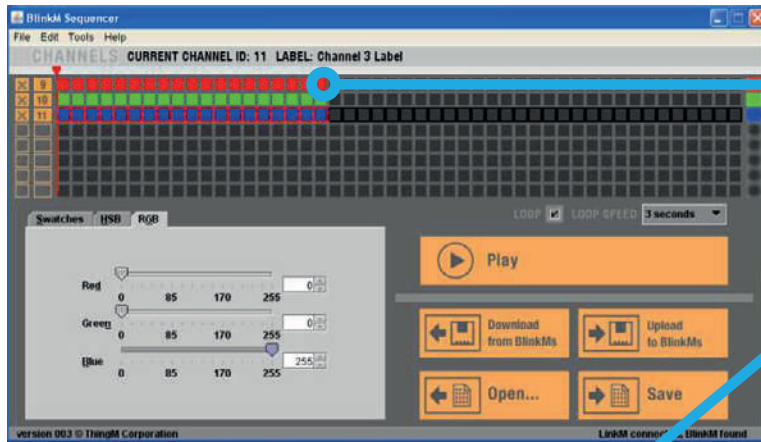 BlinkM Sequencer
File Edit Tools Help
CHANNELS CURRENT CHANNEL ID: 11 LABEL: Channel 3 Label
9
10
11
Swatches HSB RGB
LOOP LOOP SPEED 3 seconds
Play
Red 0
0 85 170 255
Green 0
0 85 170 255
Blue 255
0 85 170 255
Download
from BlinkMs
Upload
to BlinkMs
Open...
Save
version 003 © ThingM Corporation
LinkM connec BlinkM found